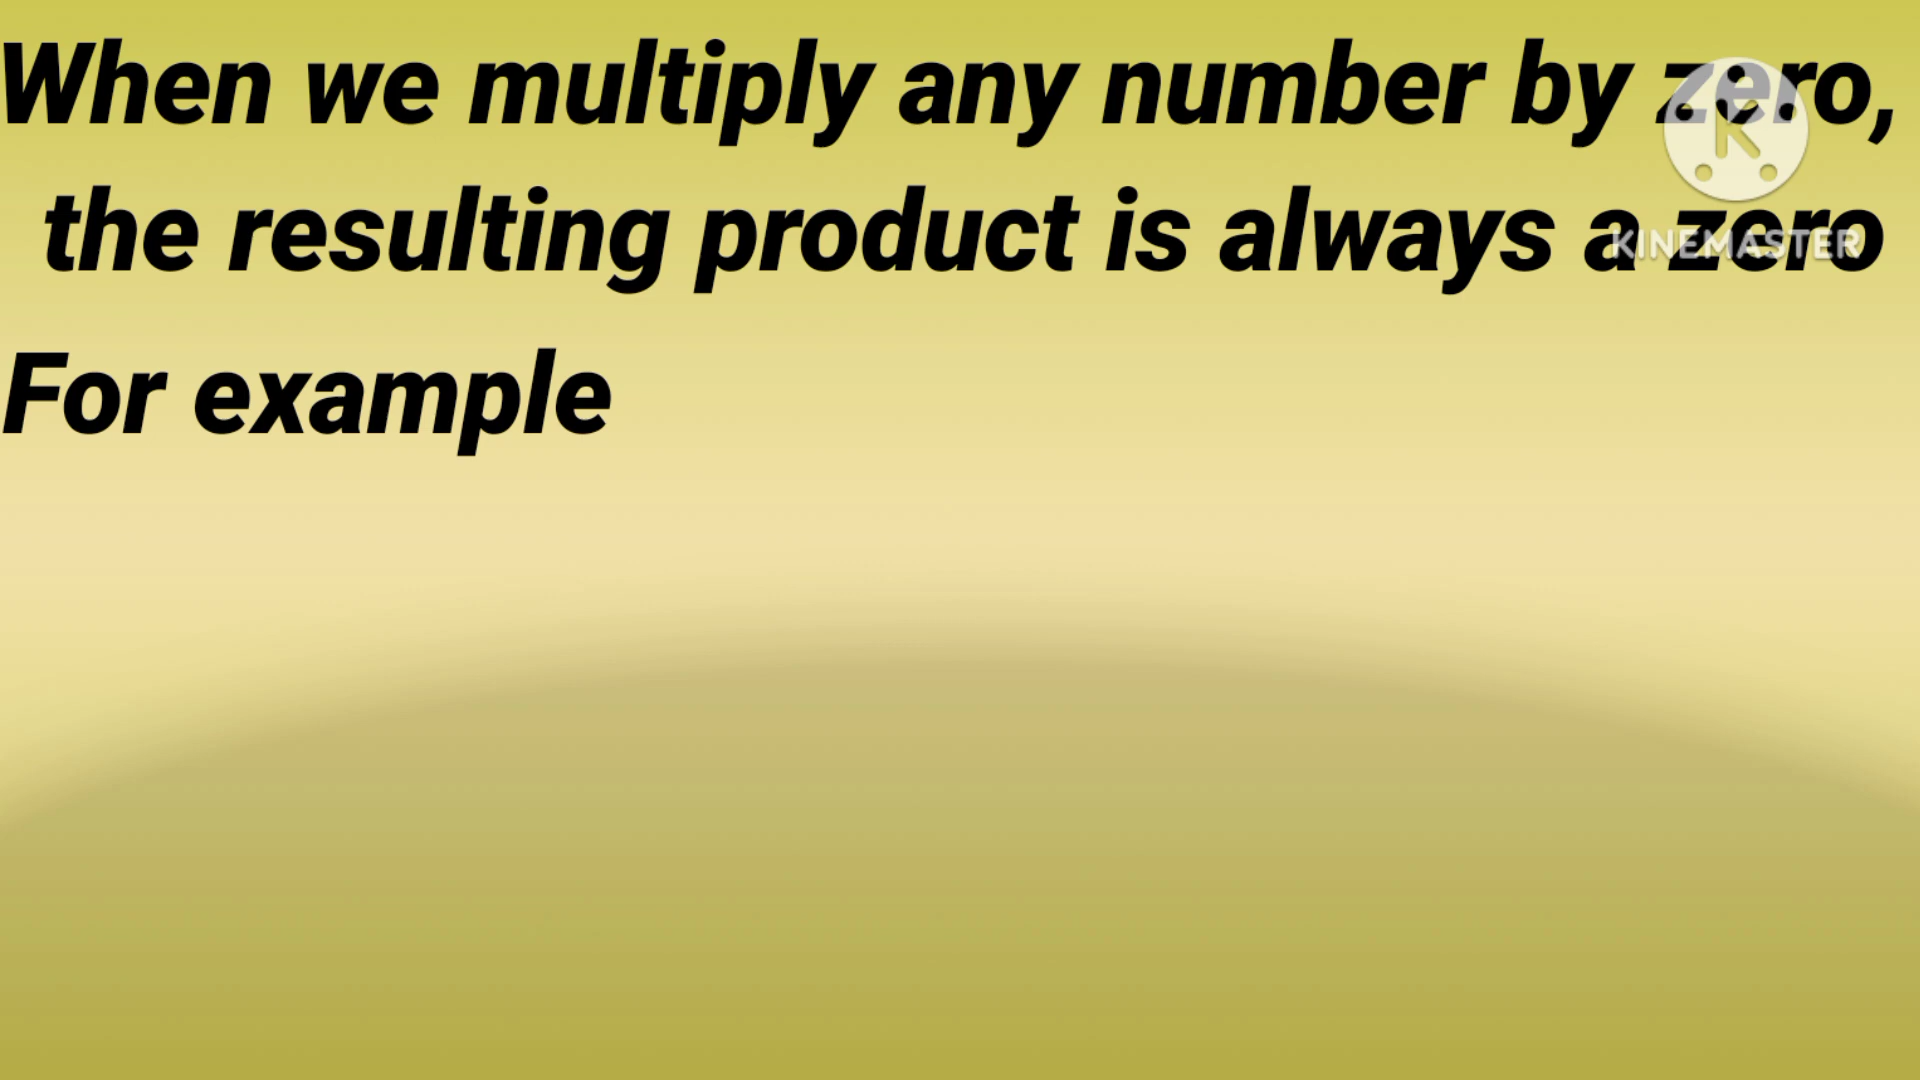 When we multiply any number by zero,
the resulting product is always a zero
For example
K
KINEMASTER